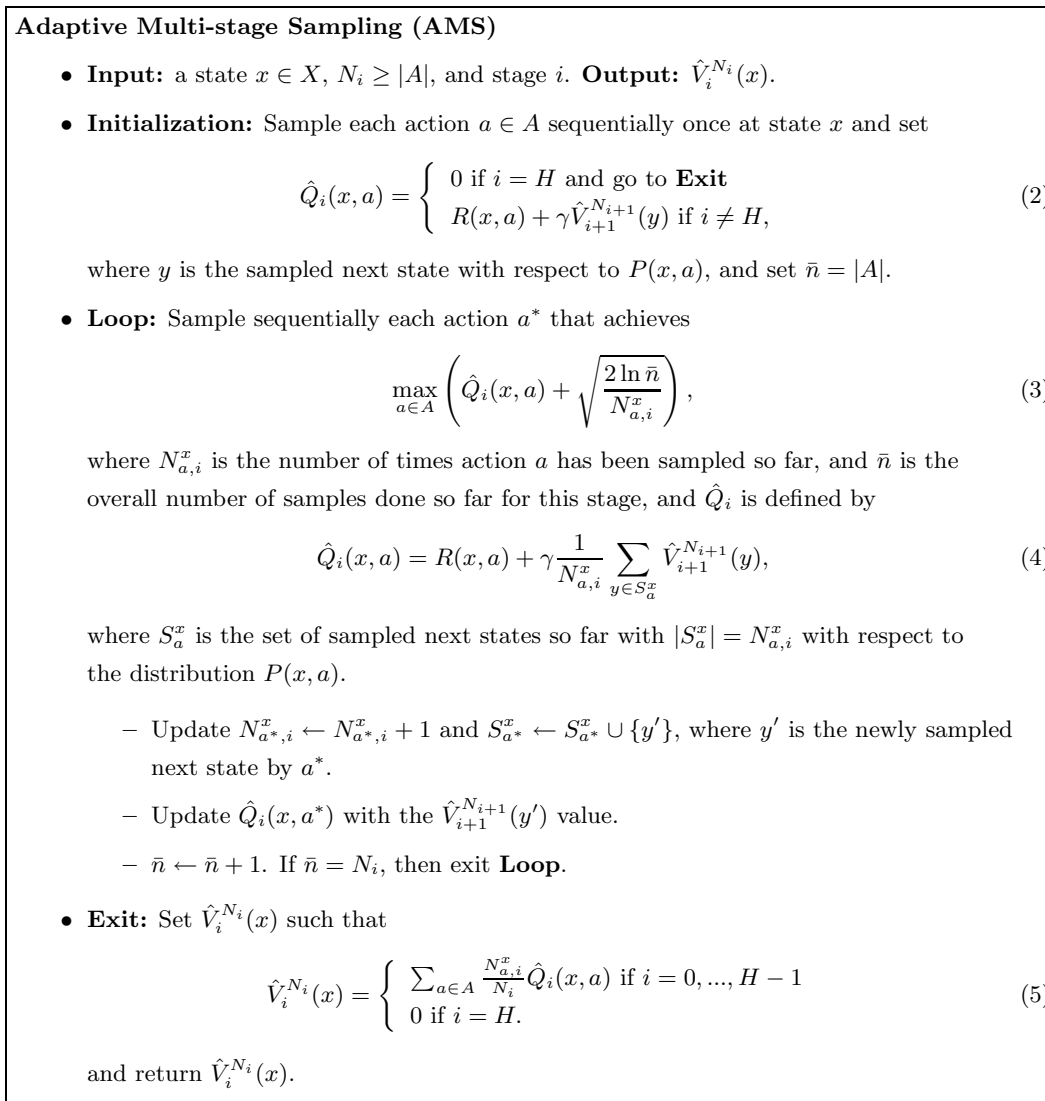 Adaptive Multi-stage Sampling (AMS)
• Input: a state x ∈ X, N_i ≥ |A|, and stage i. Output: \hat{V}_i^{N_i}(x).
• Initialization: Sample each action a ∈ A sequentially once at state x and set
\hat{Q}_i(x, a) = { 0 if i = H and go to Exit
R(x, a) + γ\hat{V}_{i+1}^{N_{i+1}}(y) if i ≠ H, (2)
where y is the sampled next state with respect to P(x, a), and set \bar{n} = |A|.
• Loop: Sample sequentially each action a* that achieves
\max_{a∈A} ( \hat{Q}_i(x, a) + \sqrt{\frac{2 \ln \bar{n}}{N_{a,i}^x}} ), (3)
where N_{a,i}^x is the number of times action a has been sampled so far, and \bar{n} is the
overall number of samples done so far for this stage, and \hat{Q}_i is defined by
\hat{Q}_i(x, a) = R(x, a) + γ \frac{1}{N_{a,i}^x} \sum_{y∈S_a^x} \hat{V}_{i+1}^{N_{i+1}}(y), (4)
where S_a^x is the set of sampled next states so far with |S_a^x| = N_{a,i}^x with respect to
the distribution P(x, a).
– Update N_{a*,i}^x ← N_{a*,i}^x + 1 and S_{a*}^x ← S_{a*}^x ∪ {y′}, where y′ is the newly sampled
next state by a*.
– Update \hat{Q}_i(x, a*) with the \hat{V}_{i+1}^{N_{i+1}}(y′) value.
– \bar{n} ← \bar{n} + 1. If \bar{n} = N_i, then exit Loop.
• Exit: Set \hat{V}_i^{N_i}(x) such that
\hat{V}_i^{N_i}(x) = { \sum_{a∈A} \frac{N_{a,i}^x}{N_i} \hat{Q}_i(x, a) if i = 0, ..., H − 1
0 if i = H. (5)
and return \hat{V}_i^{N_i}(x).